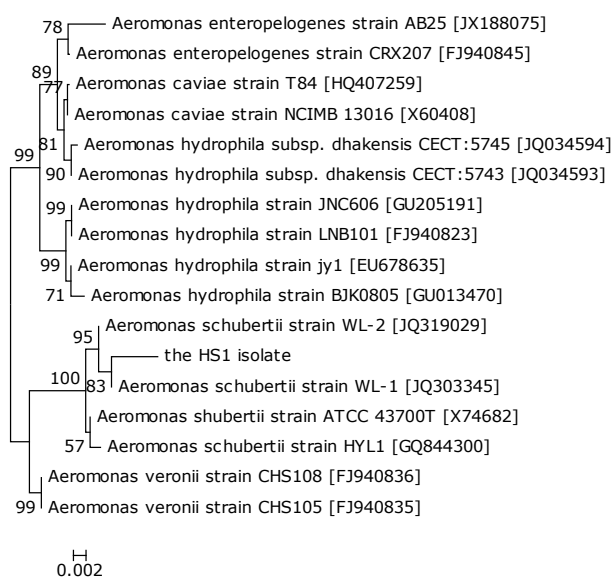 78
Aeromonas enteropelogenes strain AB25 [JX188075]
Aeromonas enteropelogenes strain CRX207 [FJ940845]
89
77
Aeromonas caviae strain T84 [HQ407259]
Aeromonas caviae strain NCIMB 13016 [X60408]
81
Aeromonas hydrophila subsp. dhakensis CECT:5745 [JQ034594]
99
90
Aeromonas hydrophila subsp. dhakensis CECT:5743 [JQ034593]
99
Aeromonas hydrophila strain JNC606 [GU205191]
Aeromonas hydrophila strain LNB101 [FJ940823]
99
Aeromonas hydrophila strain jy1 [EU678635]
71
Aeromonas hydrophila strain BJK0805 [GU013470]
Aeromonas schubertii strain WL-2 [JQ319029]
95
the HS1 isolate
100
83
Aeromonas schubertii strain WL-1 [JQ303345]
Aeromonas shubertii strain ATCC 43700T [X74682]
57
Aeromonas schubertii strain HYL1 [GQ844300]
Aeromonas veronii strain CHS108 [FJ940836]
99
Aeromonas veronii strain CHS105 [FJ940835]
0.002